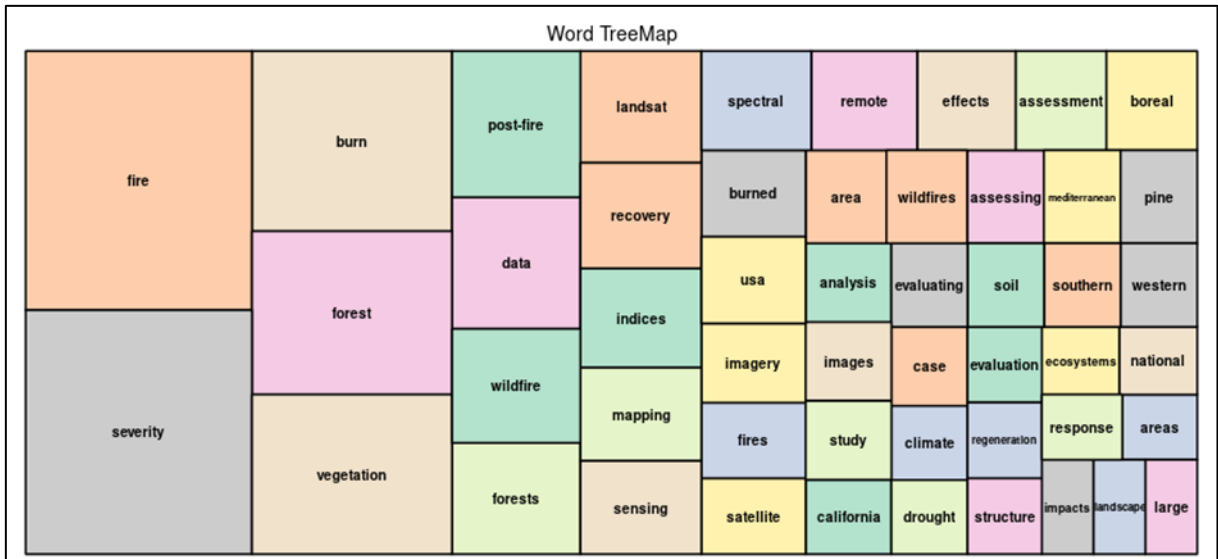 Word TreeMap
fire
severity
burn
forest
vegetation
post-fire
data
wildfire
forests
landsat
recovery
indices
mapping
sensing
spectral
remote
effects
assessment
boreal
burned
usa
imagery
fires
satellite
area
wildfires
assessing
mediterranean
pine
analysis
evaluating
soil
southern
western
images
case
evaluation
ecosystems
national
study
climate
regeneration
response
areas
california
drought
structure
impacts
landscape
large